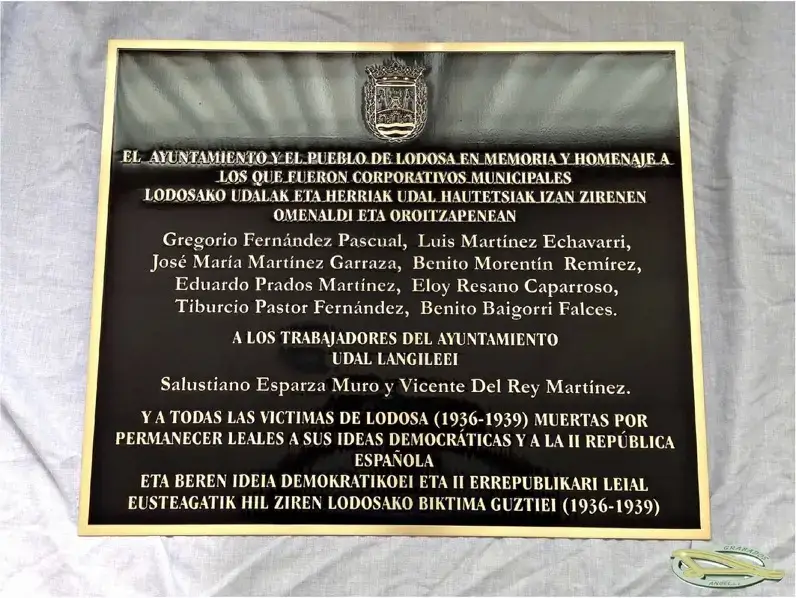 EL AYUNTAMIENTO Y EL PUEBLO DE LODOSA EN MEMORIA Y HOMENAJE A
LOS QUE FUERON CORPORATIVOS MUNICIPALES
LODOSAKO UDALAK ETA HERRIAK UDAL HAUTETSIAK IZAN ZIRENEN
OMENALDI ETA OROITZAPENEAN
Gregorio Fernández Pascual, Luis Martínez Echavarri,
José María Martínez Garraza, Benito Morentín Remírez,
Eduardo Prados Martínez, Eloy Resano Caparroso,
Tiburcio Pastor Fernández, Benito Baigorri Falces.
A LOS TRABAJADORES DEL AYUNTAMIENTO
UDAL LANGILEEI
Salustiano Esparza Muro y Vicente Del Rey Martínez.
Y A TODAS LAS VICTIMAS DE LODOSA (1936-1939) MUERTAS POR
PERMANECER LEALES A SUS IDEAS DEMOCRÁTICAS Y A LA II REPÚBLICA
ESPAÑOLA
ETA BEREN IDEIA DEMOKRATIKOEI ETA II ERREPUBLIKARI LEIAL
EUSTEAGATIK HIL ZIREN LODOSAKO BIKTIMA GUZTIEI (1936-1939)
GRABADOS